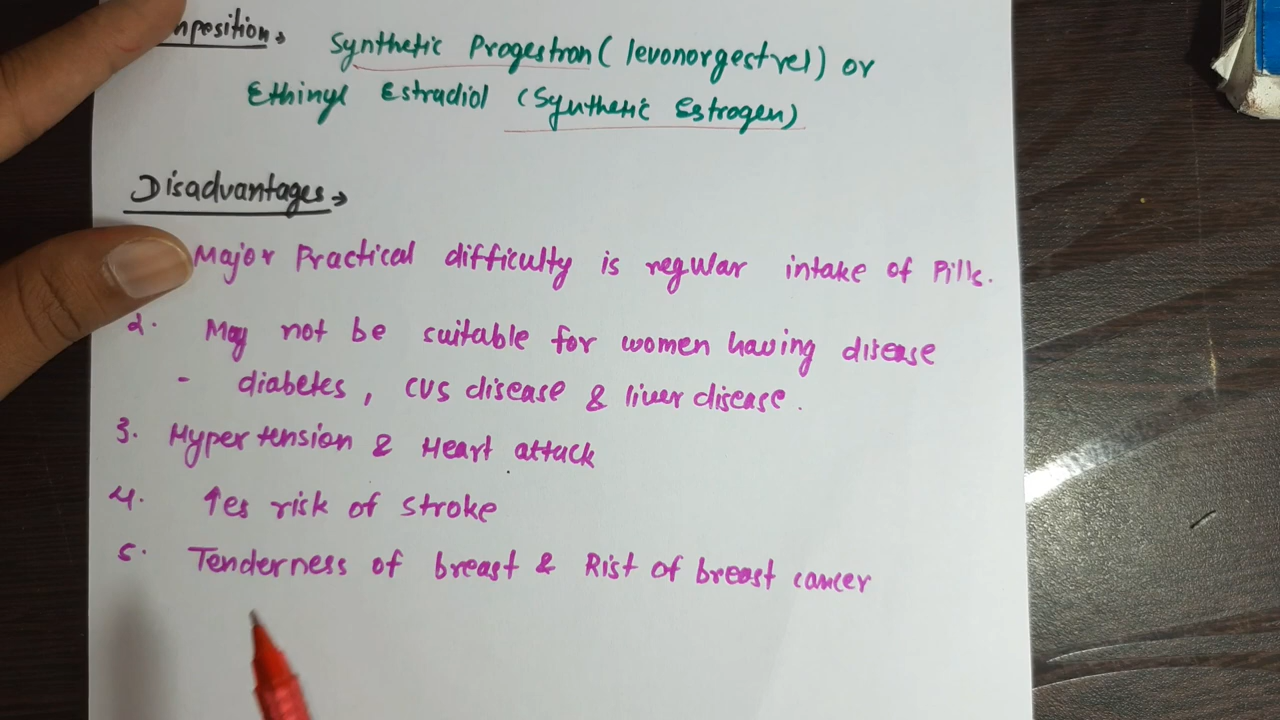 mposition →
Synthetic Progestron ( levonorgestrel) or
Ethinyl Estradiol (Synthetic Estrogen)
Disadvantages →
Major Practical difficulty is regular intake of Pills.
2. May not be suitable for women having disease
- diabetes, CVS disease & liver disease.
3. Hypertension & Heart attack
4. ↑es risk of stroke
5. Tenderness of breast & Rist of breast cancer